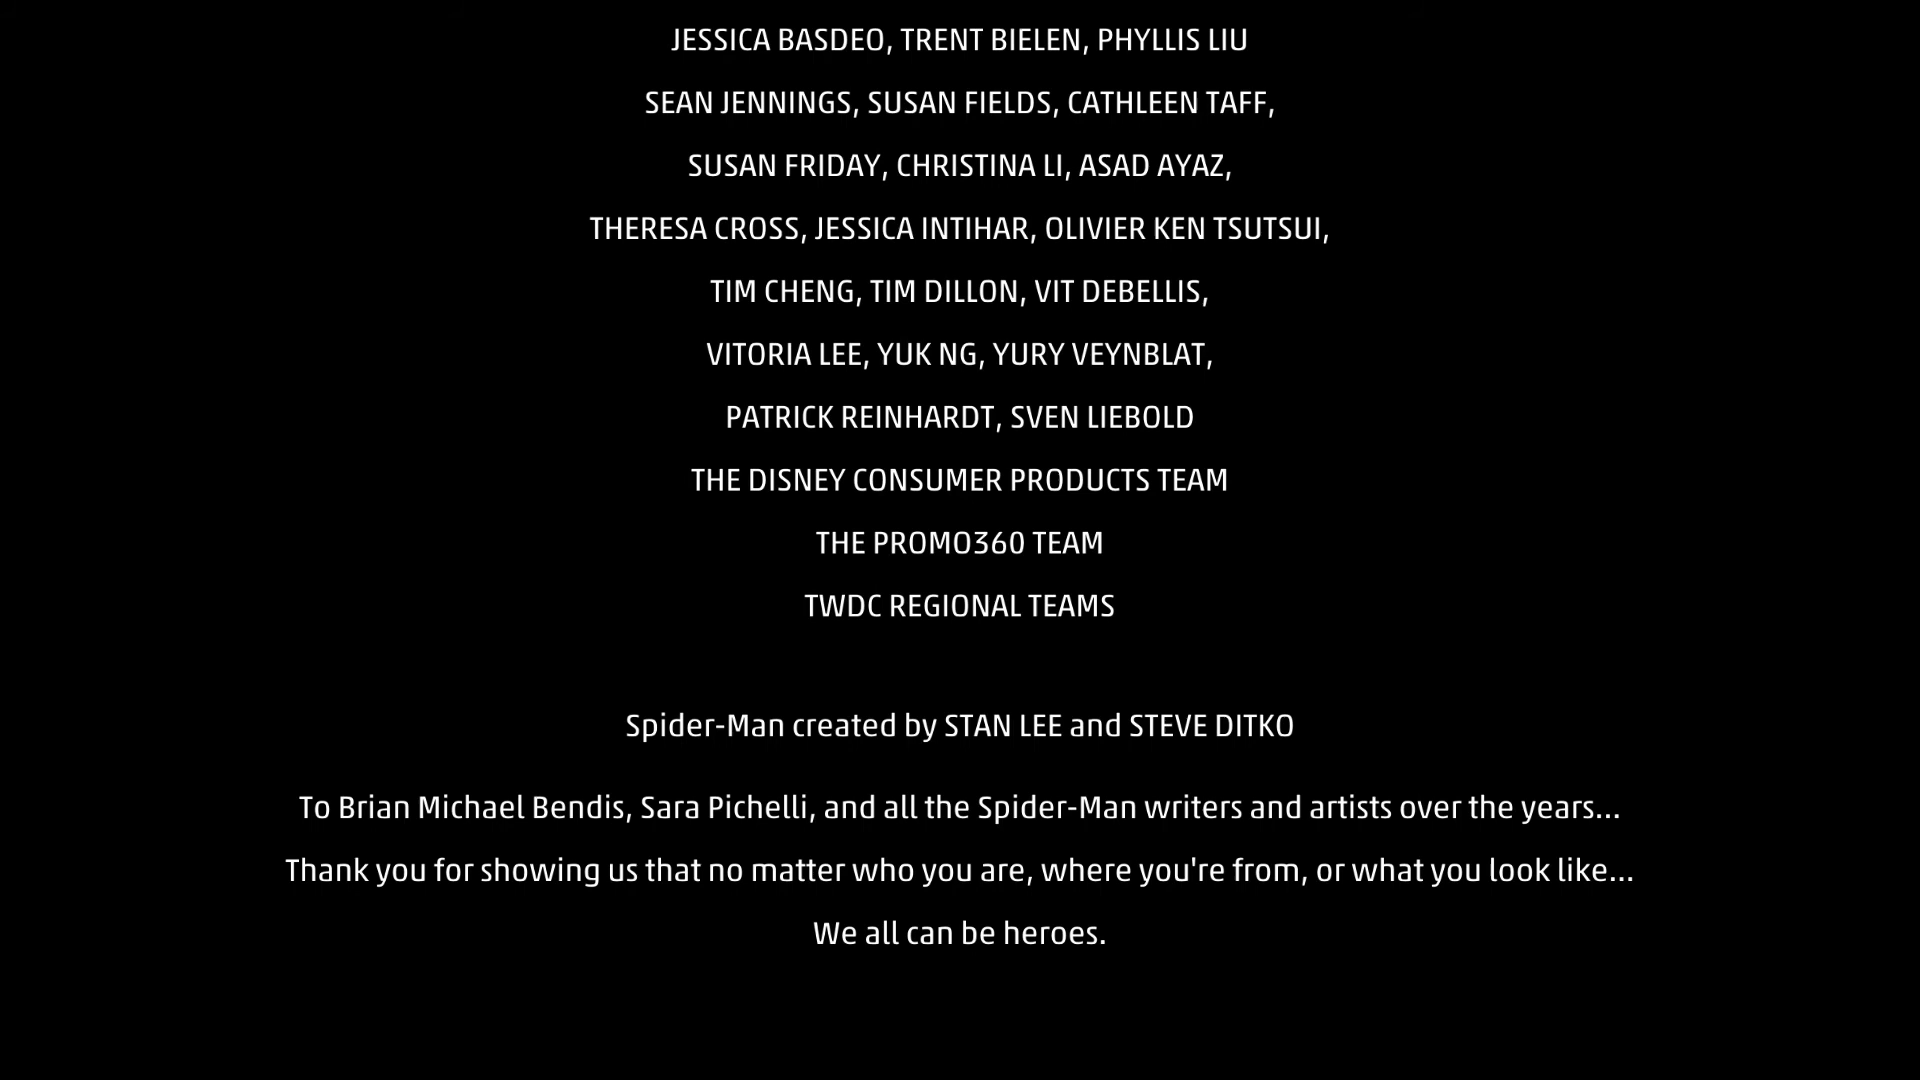 JESSICA BASDEO, TRENT BIELEN, PHYLLIS LIU
SEAN JENNINGS, SUSAN FIELDS, CATHLEEN TAFF,
SUSAN FRIDAY, CHRISTINA LI, ASAD AYAZ,
THERESA CROSS, JESSICA INTIHAR, OLIVIER KEN TSUTSUI,
TIM CHENG, TIM DILLON, VIT DEBELLIS,
VITORIA LEE, YUK NG, YURY VEYNBLAT,
PATRICK REINHARDT, SVEN LIEBOLD
THE DISNEY CONSUMER PRODUCTS TEAM
THE PROMO360 TEAM
TWDC REGIONAL TEAMS
Spider-Man created by STAN LEE and STEVE DITKO
To Brian Michael Bendis, Sara Pichelli, and all the Spider-Man writers and artists over the years...
Thank you for showing us that no matter who you are, where you're from, or what you look like...
We all can be heroes.